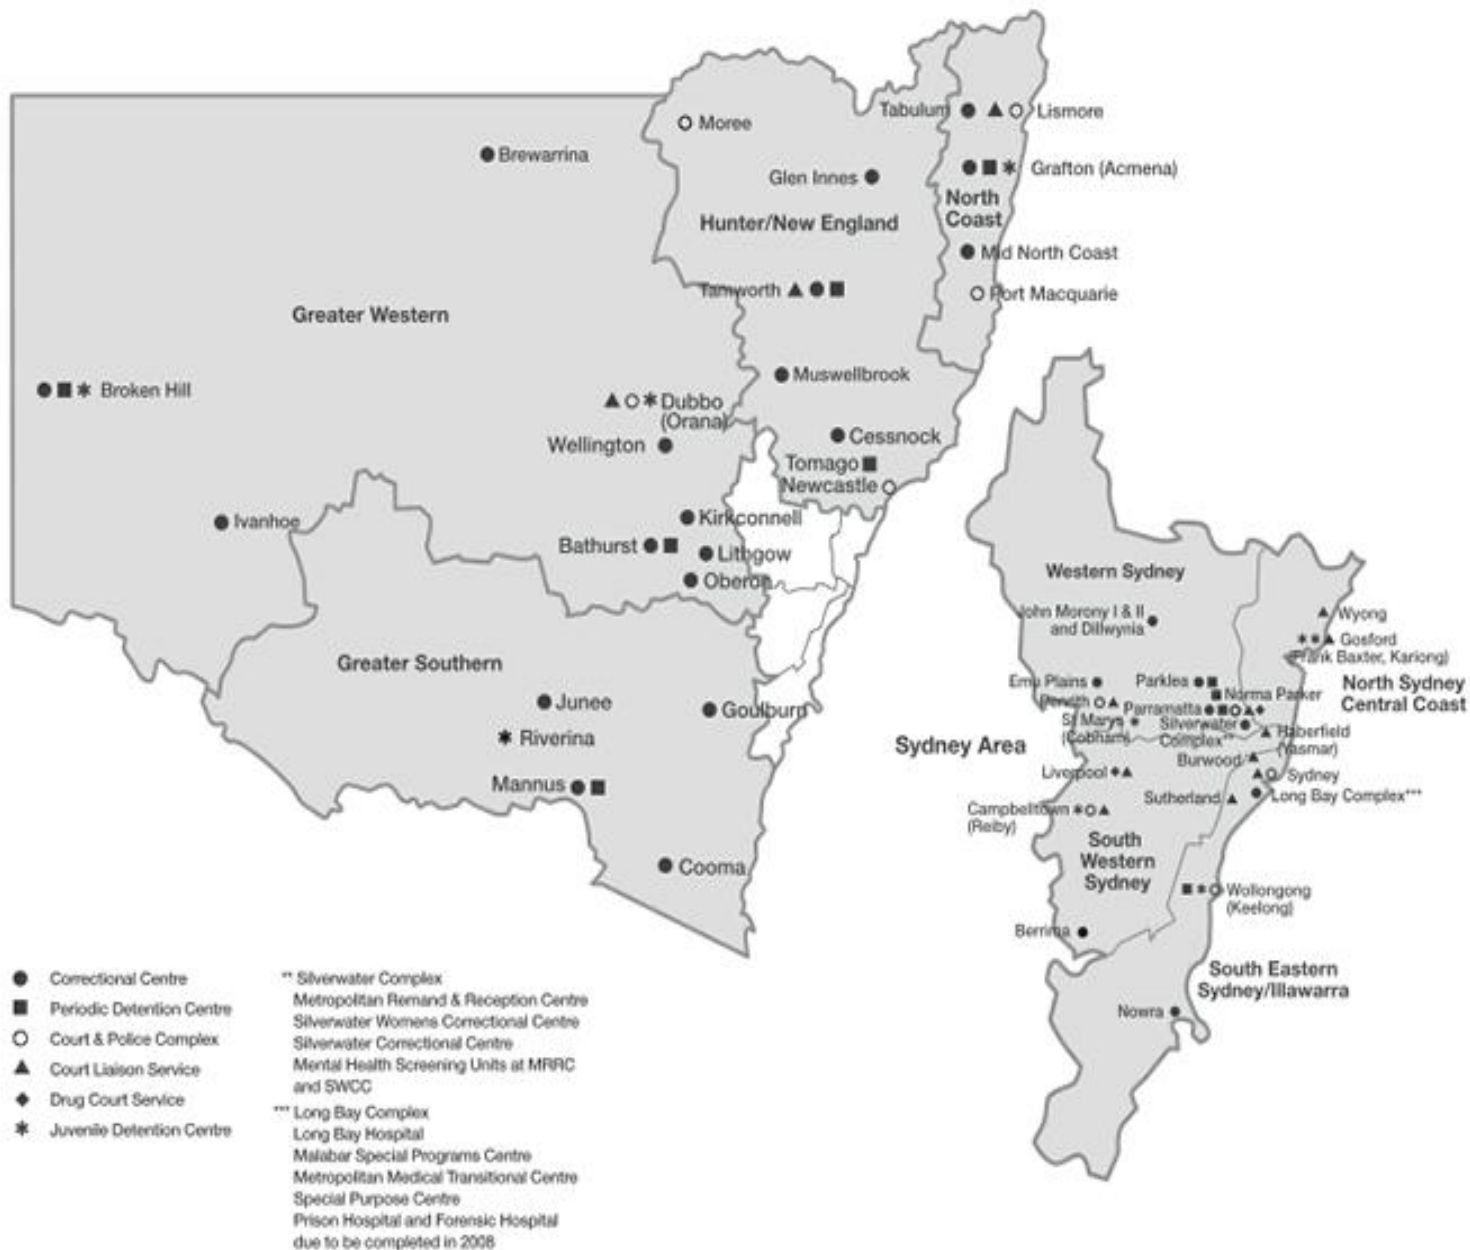 Tabulum
Lismore
Moree
Brewarrina
Glen Innes
Grafton (Acmena)
North
Coast
Hunter/New England
Mid North Coast
Tamworth
Port Macquarie
Greater Western
Muswellbrook
Broken Hill
Dubbo
(Orana)
Wellington
Cessnock
Tomago
Newcastle
Ivanhoe
Kirkconnell
Bathurst
Lithgow
Oberon
Greater Southern
Junee
Goulburn
Riverina
Mannus
Cooma
Western Sydney
John Morony I & II
and Dillwynia
Wyong
Gosford
(Frank Baxter, Kariong)
Emu Plains
Parklea
North Sydney
Central Coast
Norma Parker
Penrith
Parramatta
St Marys
(Cobham)
Silverwater
Complex**
Haberfield
(Yasmar)
Sydney Area
Burwood
Liverpool
Sydney
Sutherland
Long Bay Complex***
Campbelltown
(Reiby)
South
Western
Sydney
Wollongong
(Keelong)
Berrima
South Eastern
Sydney/Illawarra
Nowra
Correctional Centre
Periodic Detention Centre
Court & Police Complex
Court Liaison Service
Drug Court Service
Juvenile Detention Centre
** Silverwater Complex
Metropolitan Remand & Reception Centre
Silverwater Womens Correctional Centre
Silverwater Correctional Centre
Mental Health Screening Units at MRRC
and SWCC
*** Long Bay Complex
Long Bay Hospital
Malabar Special Programs Centre
Metropolitan Medical Transitional Centre
Special Purpose Centre
Prison Hospital and Forensic Hospital
due to be completed in 2008